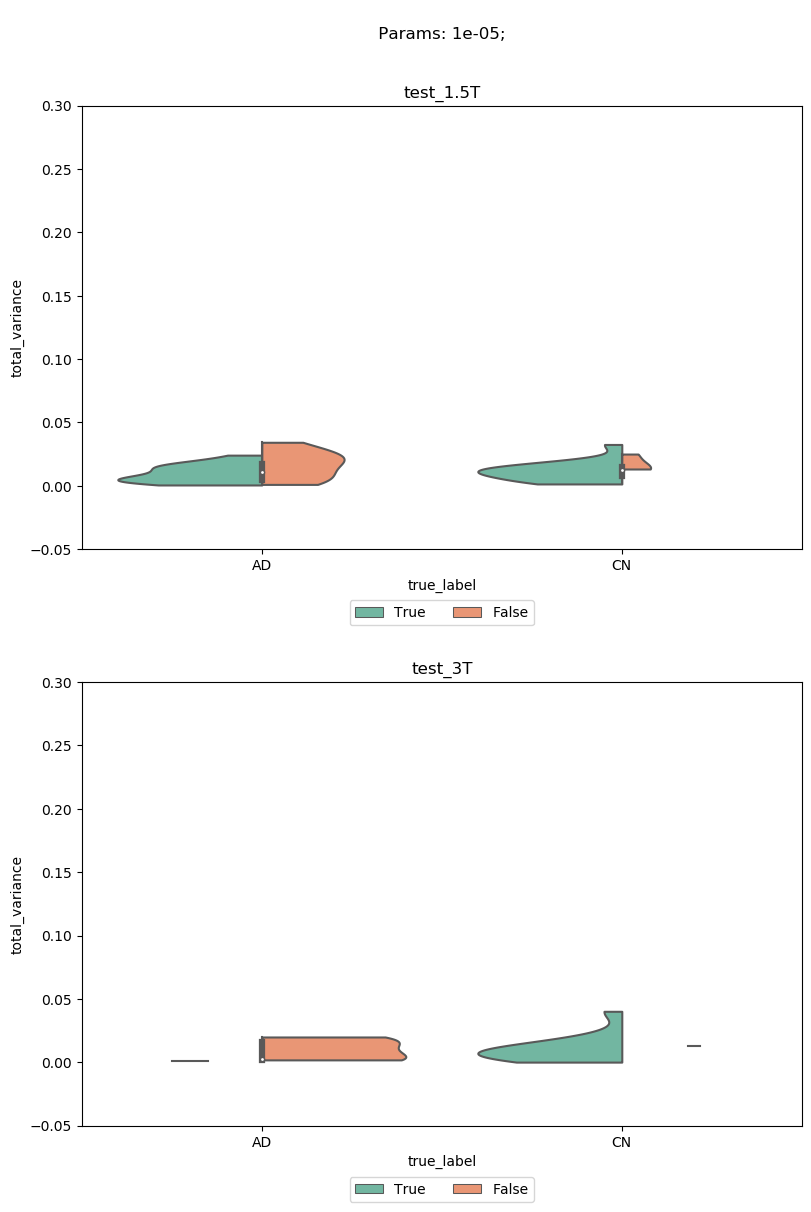 Params: 1e-05;
test_1.5T
0.30
0.25
0.20
0.15
0.10
0.05
0.00
−0.05
total_variance
AD CN
true_label
True False
test_3T
0.30
0.25
0.20
0.15
0.10
0.05
0.00
−0.05
total_variance
AD CN
true_label
True False